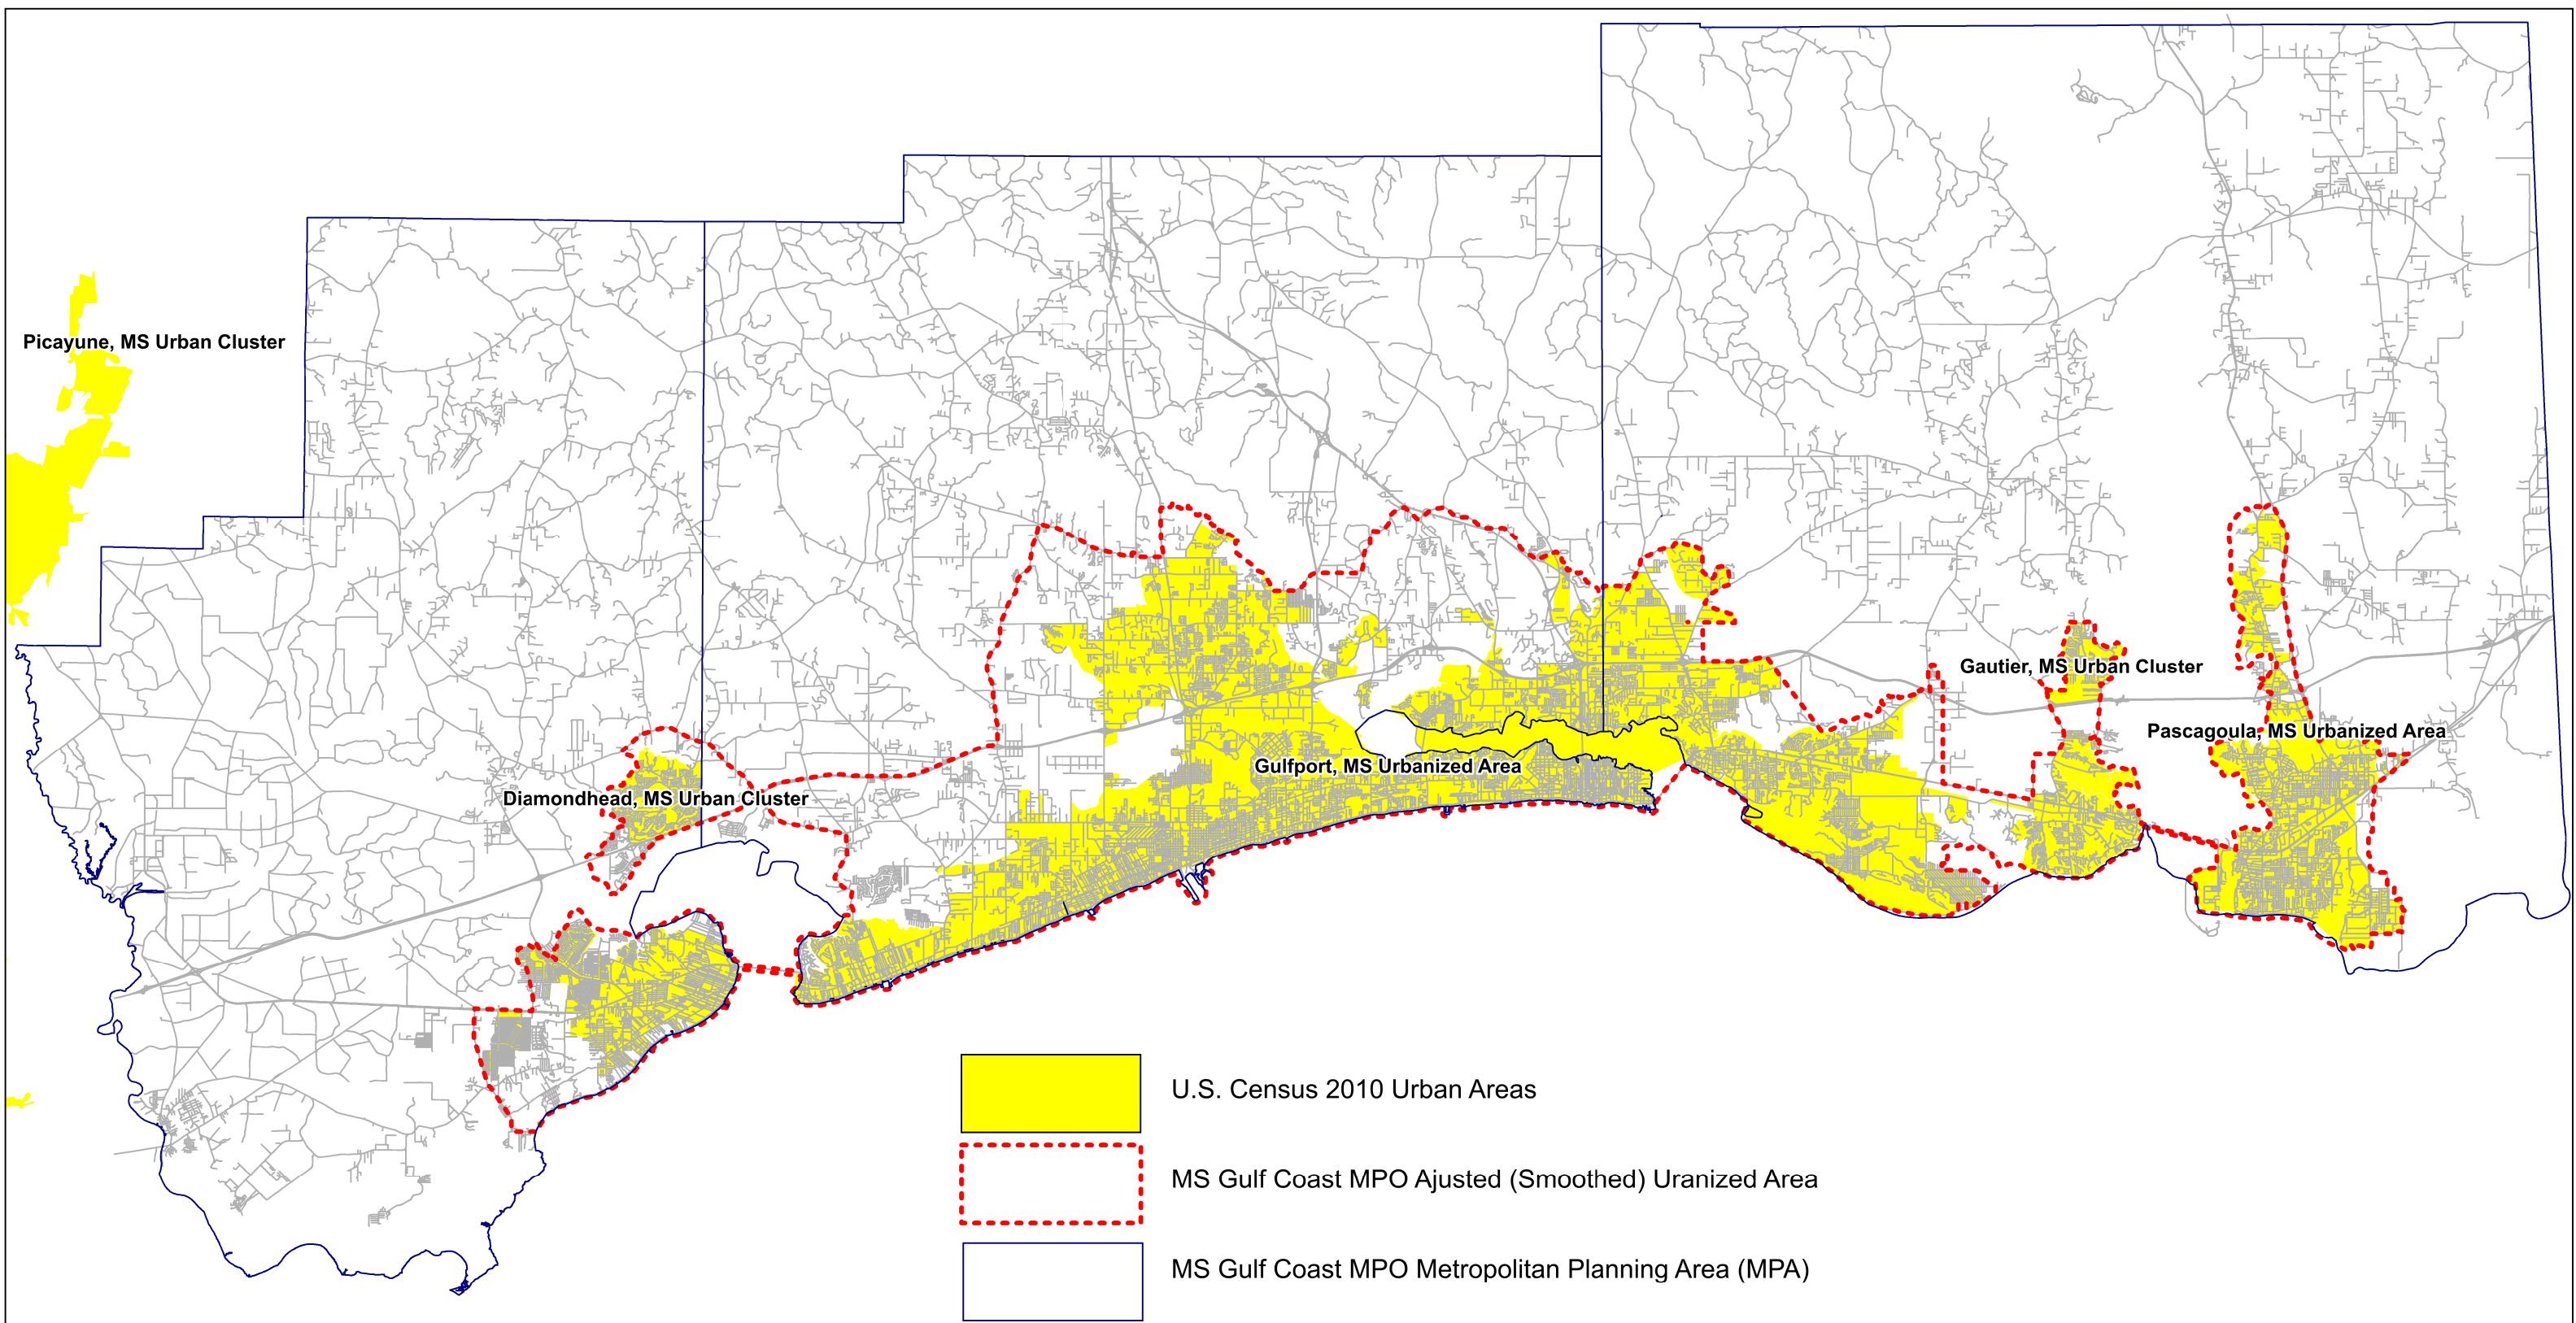 Picayune, MS Urban Cluster
Gautier, MS Urban Cluster
Pascagoula, MS Urbanized Area
Gulfport, MS Urbanized Area
Diamondhead, MS Urban Cluster
U.S. Census 2010 Urban Areas
MS Gulf Coast MPO Ajusted (Smoothed) Uranized Area
MS Gulf Coast MPO Metropolitan Planning Area (MPA)